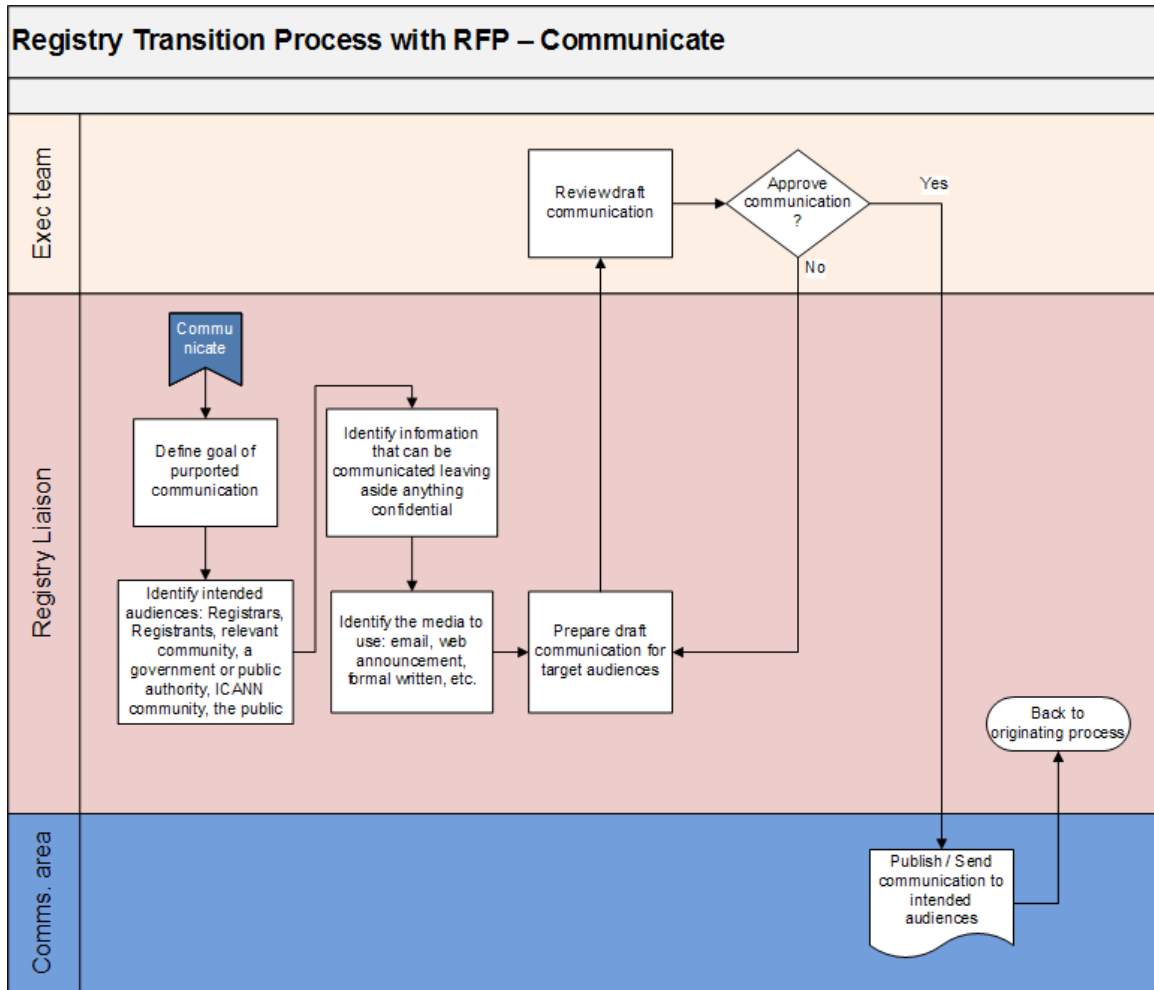 Registry Transition Process with RFP – Communicate
Exec team
Review draft
communication
Approve
communication
?
Yes
No
Registry Liaison
Commu
nicate
Define goal of
purported
communication
Identify intended
audiences: Registrars,
Registrants, relevant
community, a
government or public
authority, ICANN
community, the public
Identify information
that can be
communicated leaving
aside anything
confidential
Identify the media to
use: email, web
announcement,
formal written, etc.
Prepare draft
communication for
target audiences
Back to
originating process
Comms. area
Publish / Send
communication to
intended
audiences